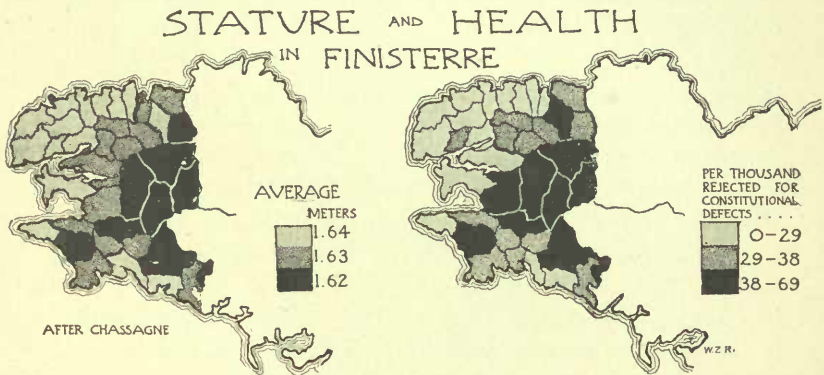 STATURE AND HEALTH
IN FINISTERRE
AVERAGE
METERS
1.64
1.63
1.62
AFTER CHASSAGNE
PER THOUSAND
REJECTED FOR
CONSTITUTIONAL
DEFECTS ....
0-29
29-38
38-69
W.Z.R.